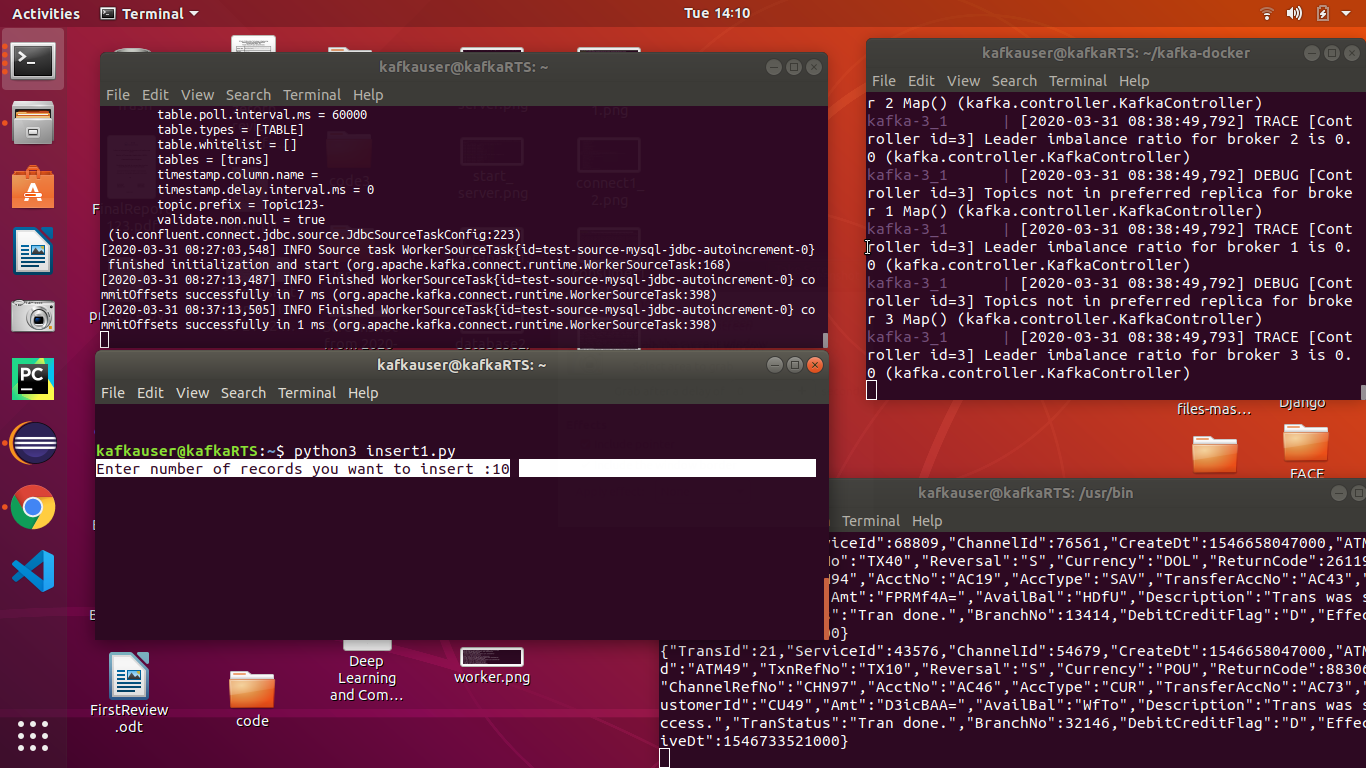 Activities
Terminal
Tue 14:10
kafkauser@kafkaRTS: ~
File Edit View Search Terminal Help
table.poll.interval.ms = 60000
table.types = [TABLE]
table.whitelist = []
tables = [trans]
timestamp.column.name =
timestamp.delay.interval.ms = 0
topic.prefix = Topic123-
validate.non.null = true
(io.confluent.connect.jdbc.source.JdbcSourceTaskConfig:223)
[2020-03-31 08:27:03,548] INFO Source task WorkerSourceTask{id=test-source-mysql-jdbc-autoincrement-0}
finished initialization and start (org.apache.kafka.connect.runtime.WorkerSourceTask:168)
[2020-03-31 08:27:13,487] INFO Finished WorkerSourceTask{id=test-source-mysql-jdbc-autoincrement-0} co
mmitOffsets successfully in 7 ms (org.apache.kafka.connect.runtime.WorkerSourceTask:398)
[2020-03-31 08:37:13,505] INFO Finished WorkerSourceTask{id=test-source-mysql-jdbc-autoincrement-0} co
mmitOffsets successfully in 1 ms (org.apache.kafka.connect.runtime.WorkerSourceTask:398)
kafkauser@kafkaRTS: ~/kafka-docker
File Edit View Search Terminal Help
r 2 Map() (kafka.controller.KafkaController)
kafka-3_1 | [2020-03-31 08:38:49,792] TRACE [Cont
roller id=3] Leader imbalance ratio for broker 2 is 0.
0 (kafka.controller.KafkaController)
kafka-3_1 | [2020-03-31 08:38:49,792] DEBUG [Cont
roller id=3] Topics not in preferred replica for broke
r 1 Map() (kafka.controller.KafkaController)
kafka-3_1 | [2020-03-31 08:38:49,792] TRACE [Cont
roller id=3] Leader imbalance ratio for broker 1 is 0.
0 (kafka.controller.KafkaController)
kafka-3_1 | [2020-03-31 08:38:49,792] DEBUG [Cont
roller id=3] Topics not in preferred replica for broke
r 3 Map() (kafka.controller.KafkaController)
kafka-3_1 | [2020-03-31 08:38:49,793] TRACE [Cont
roller id=3] Leader imbalance ratio for broker 3 is 0.
0 (kafka.controller.KafkaController)
kafkauser@kafkaRTS: ~
File Edit View Search Terminal Help
kafkauser@kafkaRTS:~$ python3 insert1.py
Enter number of records you want to insert :10
files-mas...
Django
FACE
kafkauser@kafkaRTS: /usr/bin
Terminal Help
viceId":68809,"ChannelId":76561,"CreateDt":1546658047000,"ATM
No":"TX40","Reversal":"S","Currency":"DOL","ReturnCode":26119
N94","AcctNo":"AC19","AccType":"SAV","TransferAccNo":"AC43","
Amt":"FPRMf4A=","AvailBal":"HDfU","Description":"Trans was s
":"Tran done.","BranchNo":13414,"DebitCreditFlag":"D","Effec
00}
{"TransId":21,"ServiceId":43576,"ChannelId":54679,"CreateDt":1546658047000,"ATM
d":"ATM49","TxnRefNo":"TX10","Reversal":"S","Currency":"POU","ReturnCode":88306
"ChannelRefNo":"CHN97","AcctNo":"AC46","AccType":"CUR","TransferAccNo":"AC73","
ustomerId":"CU49","Amt":"D3icBAA=","AvailBal":"WfTo","Description":"Trans was s
ccess.","TranStatus":"Tran done.","BranchNo":32146,"DebitCreditFlag":"D","Effec
iveDt":1546733521000}
FirstReview
.odt
code
Deep
Learning
and Com...
worker.png